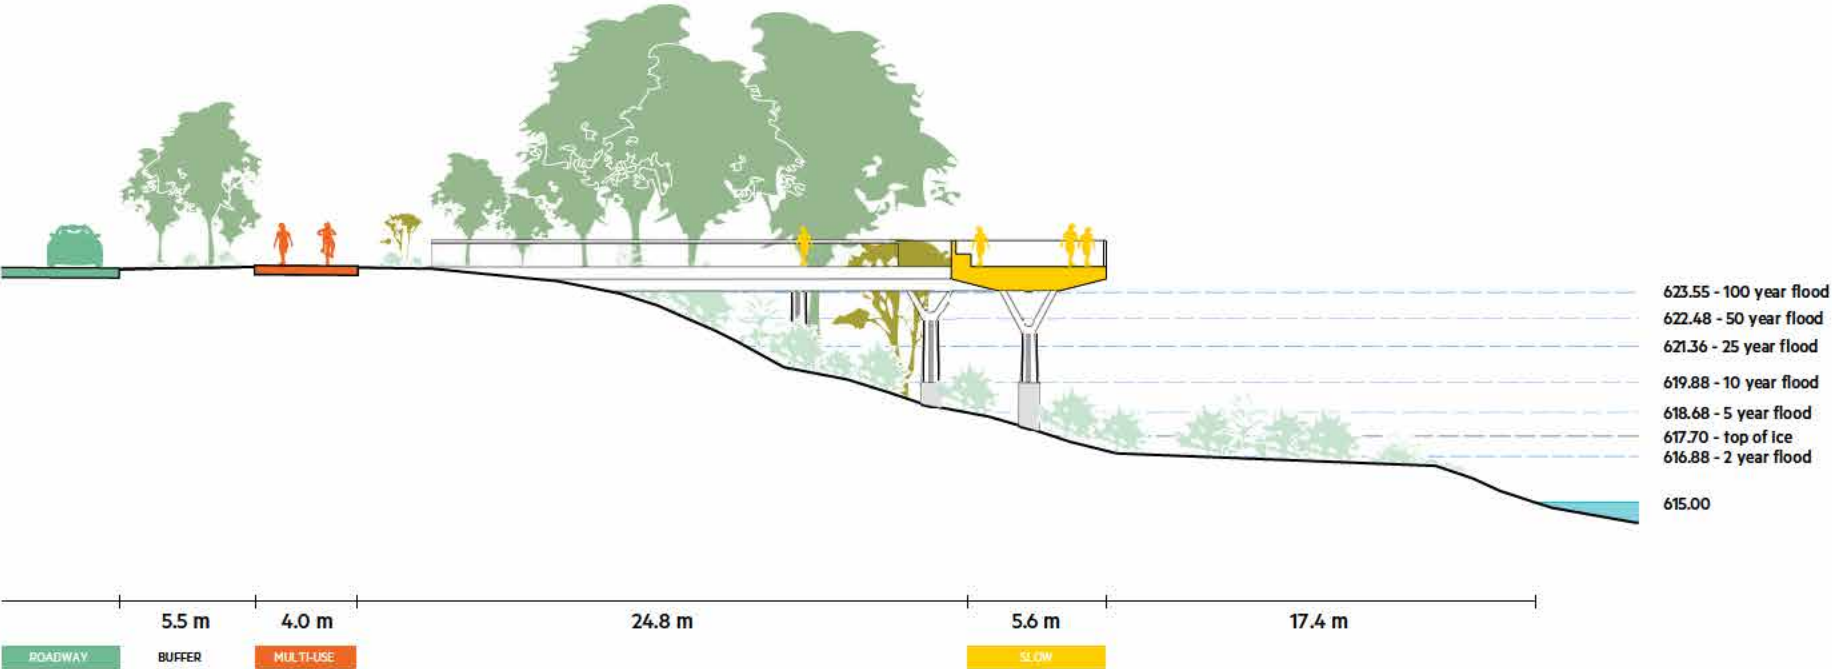 623.55 - 100 year flood
622.48 - 50 year flood
621.36 - 25 year flood
619.88 - 10 year flood
618.68 - 5 year flood
617.70 - top of ice
616.88 - 2 year flood
615.00
5.5 m 4.0 m 24.8 m 5.6 m 17.4 m
ROADWAY BUFFER MULTI-USE SLOW